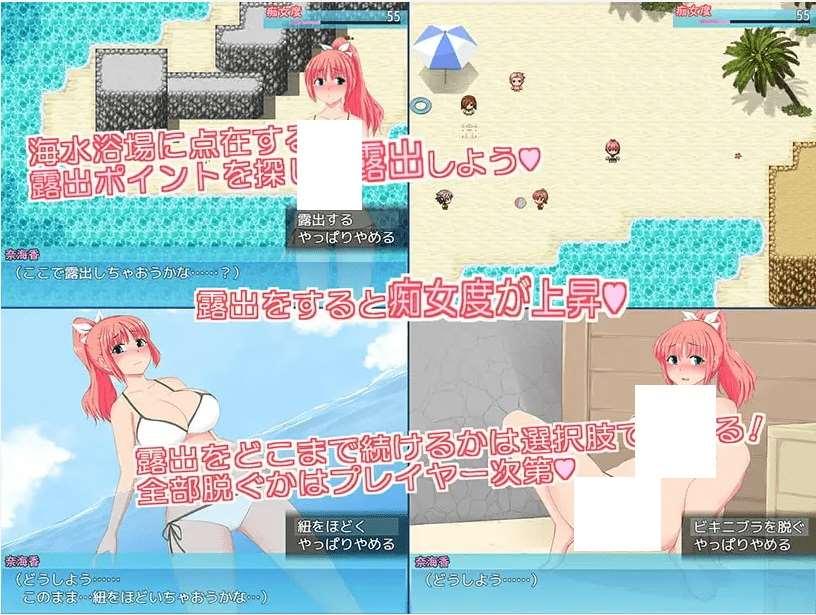 痴女度
55
痴女度
55
海水浴場に点在する
露出ポイントを探し
露出しよう♡
露出する
やっぱりやめる
奈海香
（ここで露出しちゃおうかな……？）
露出をすると痴女度が上昇♡
露出をどこまで続けるかは選択肢で
る！
全部脱ぐかはプレイヤー次第♡
紐をほどく
やっぱりやめる
奈海香
（どうしよう……
このまま…紐をほどいちゃおうかな…）
ビキニブラを脱ぐ
やっぱりやめる
奈海香
（どうしよう……）